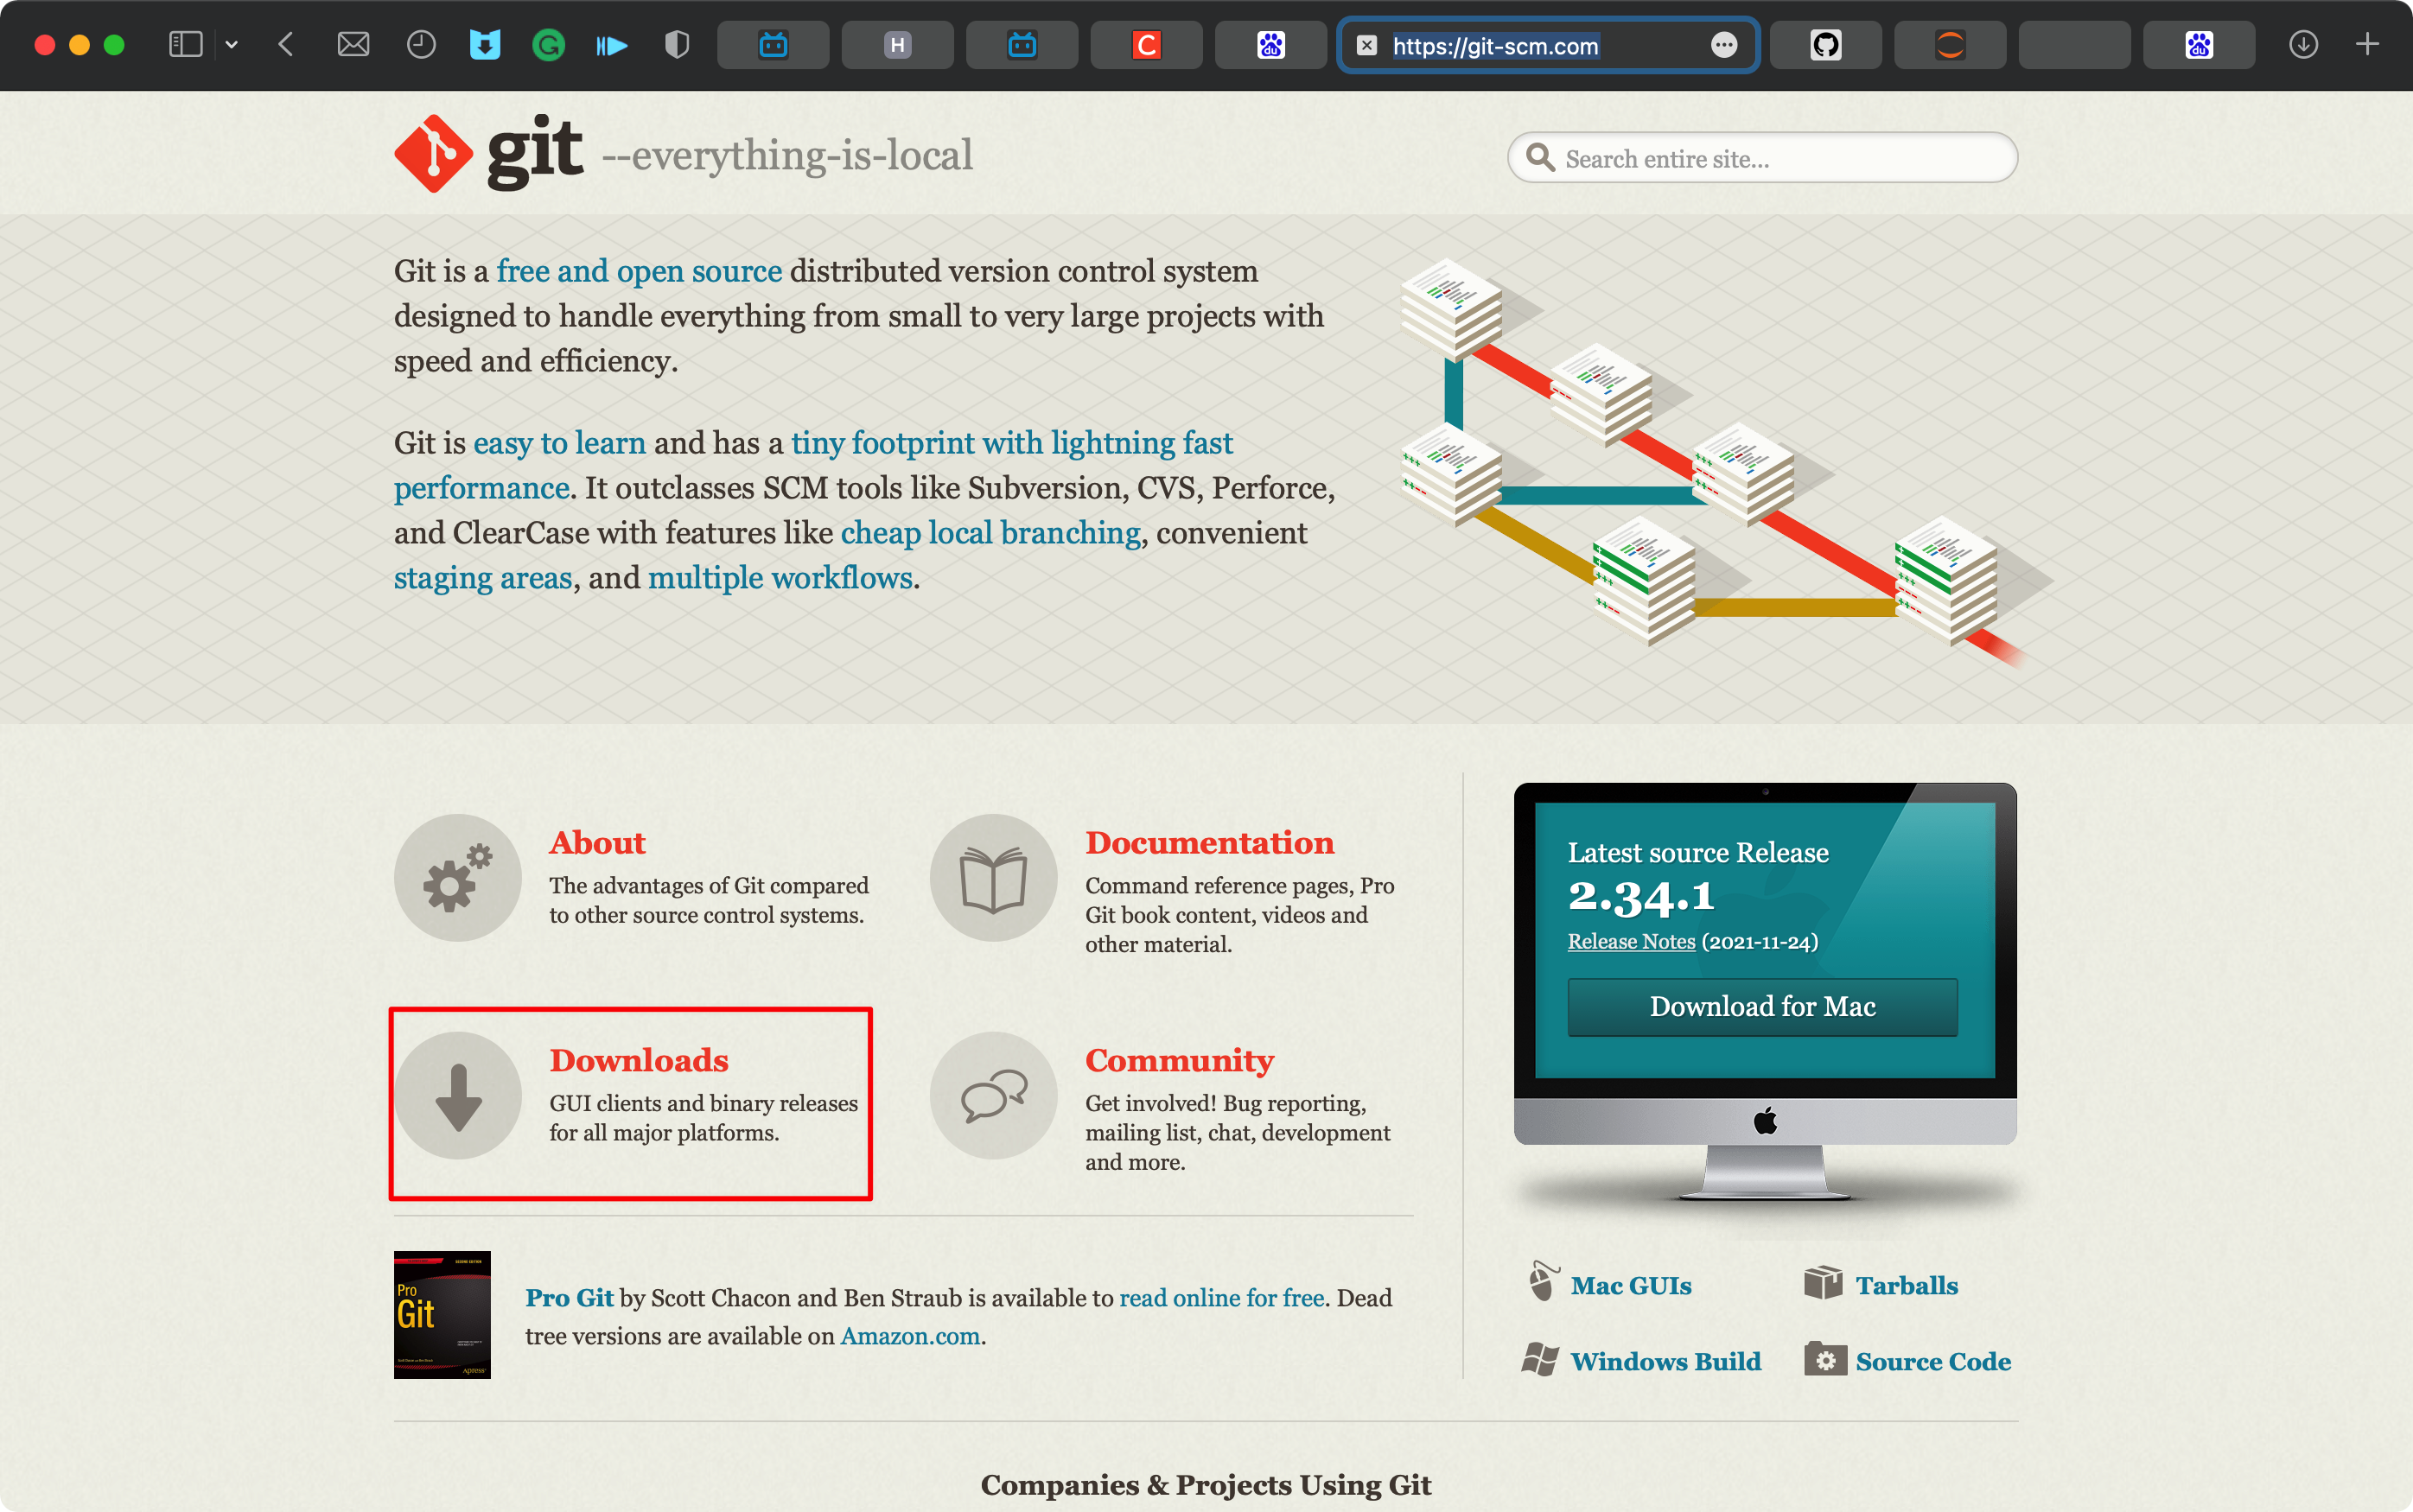 H
https://git-scm.com
git --everything-is-local
Search entire site...
Git is a free and open source distributed version control system
designed to handle everything from small to very large projects with
speed and efficiency.
Git is easy to learn and has a tiny footprint with lightning fast
performance. It outclasses SCM tools like Subversion, CVS, Perforce,
and ClearCase with features like cheap local branching, convenient
staging areas, and multiple workflows.
About
The advantages of Git compared
to other source control systems.
Documentation
Command reference pages, Pro
Git book content, videos and
other material.
Downloads
GUI clients and binary releases
for all major platforms.
Community
Get involved! Bug reporting,
mailing list, chat, development
and more.
Latest source Release
2.34.1
Release Notes (2021-11-24)
Download for Mac
Mac GUIs
Tarballs
Windows Build
Source Code
Pro
Git
Apress
Pro Git by Scott Chacon and Ben Straub is available to read online for free. Dead
tree versions are available on Amazon.com.
Companies & Projects Using Git